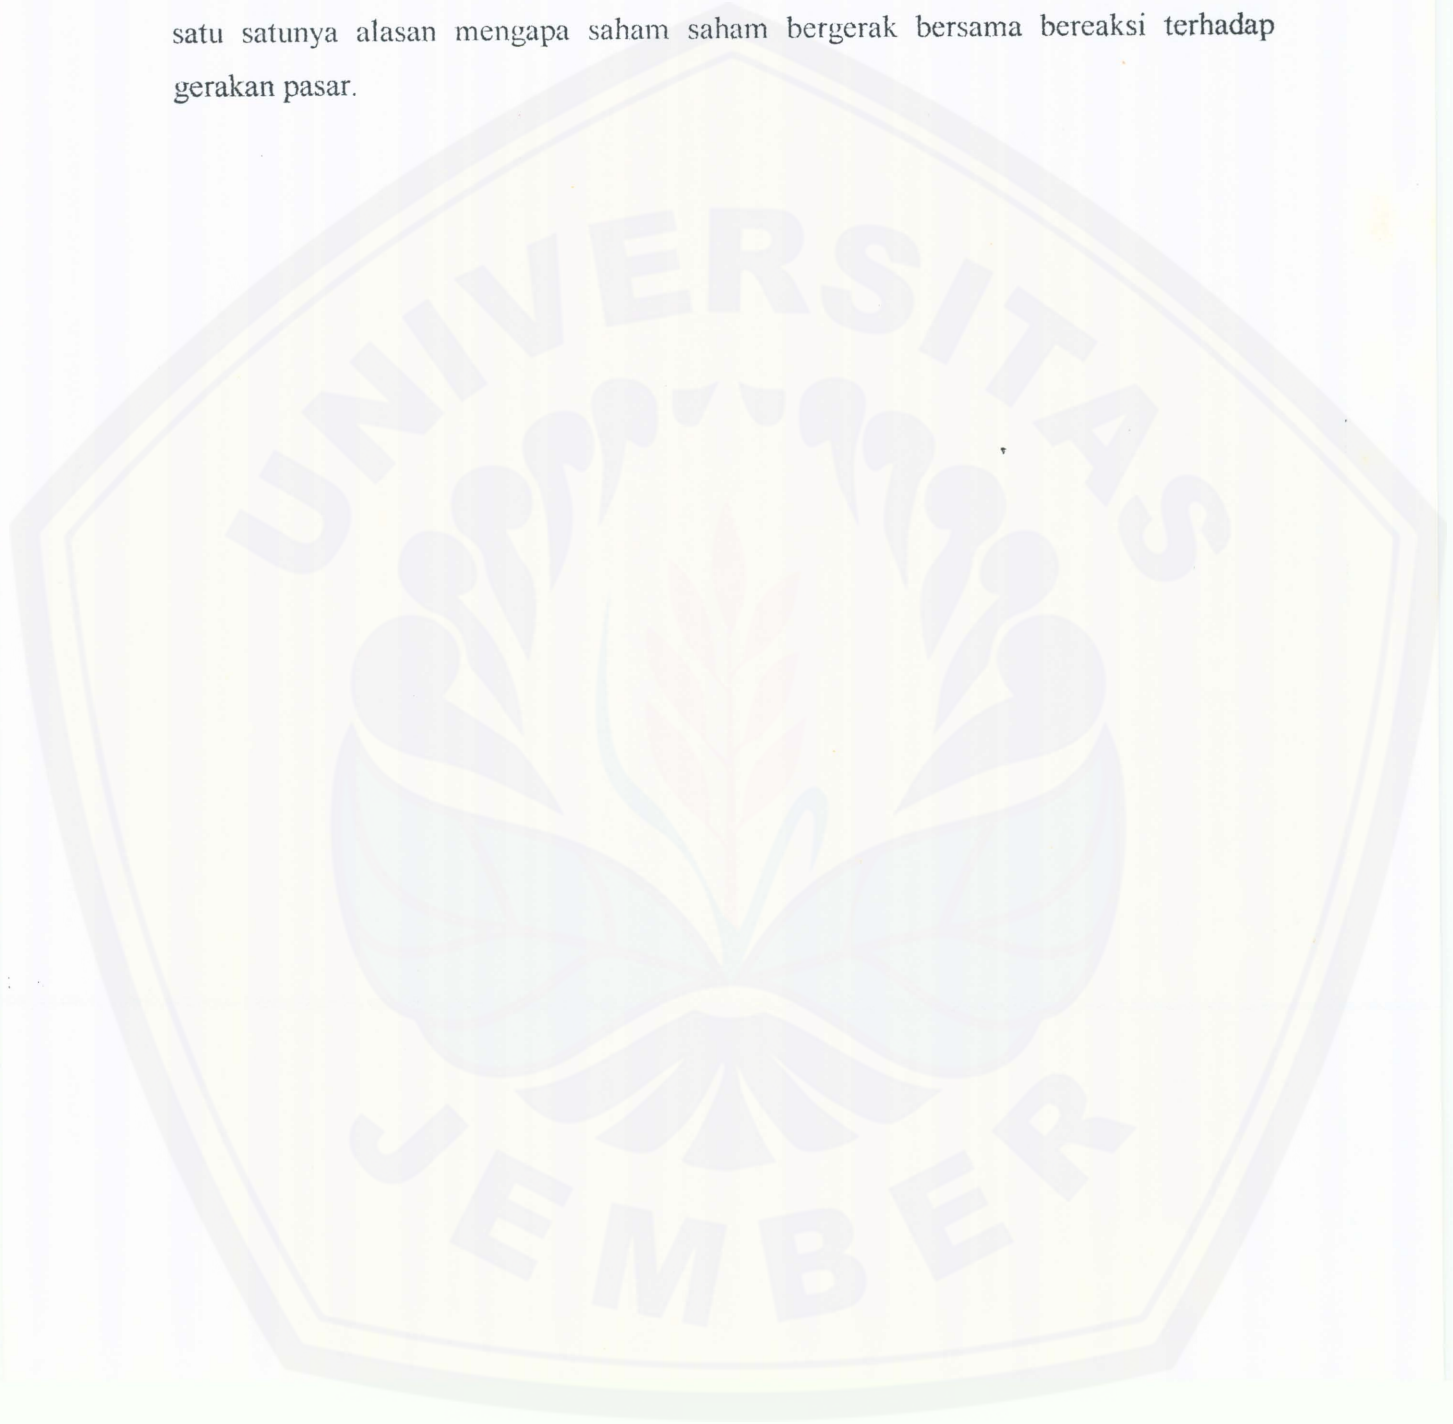 satu satunya alasan mengapa saham saham bergerak bersama bereaksi terhadap
gerakan pasar.
UNIVERSITAS
JEMBER